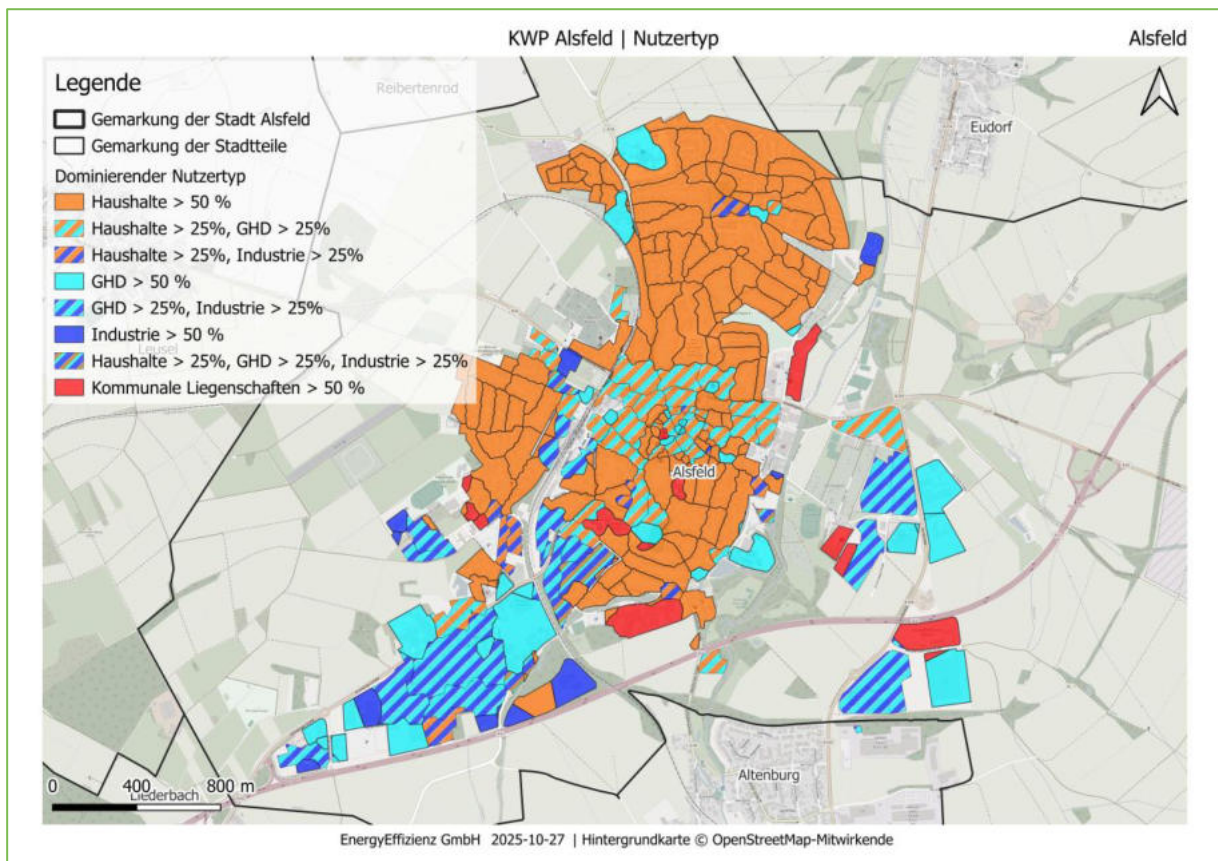 KWP Alsfeld | Nutzertyp
Alsfeld
Legende
Gemarkung der Stadt Alsfeld
Gemarkung der Stadtteile
Dominierender Nutzertyp
Haushalte > 50 %
Haushalte > 25%, GHD > 25%
Haushalte > 25%, Industrie > 25%
GHD > 50 %
GHD > 25%, Industrie > 25%
Industrie > 50 %
Haushalte > 25%, GHD > 25%, Industrie > 25%
Kommunale Liegenschaften > 50 %
Reibertenrod
Eudorf
Leusel
Alsfeld
Altenburg
Liederbach
0 400 800 m
EnergyEffizienz GmbH 2025-10-27 | Hintergrundkarte © OpenStreetMap-Mitwirkende